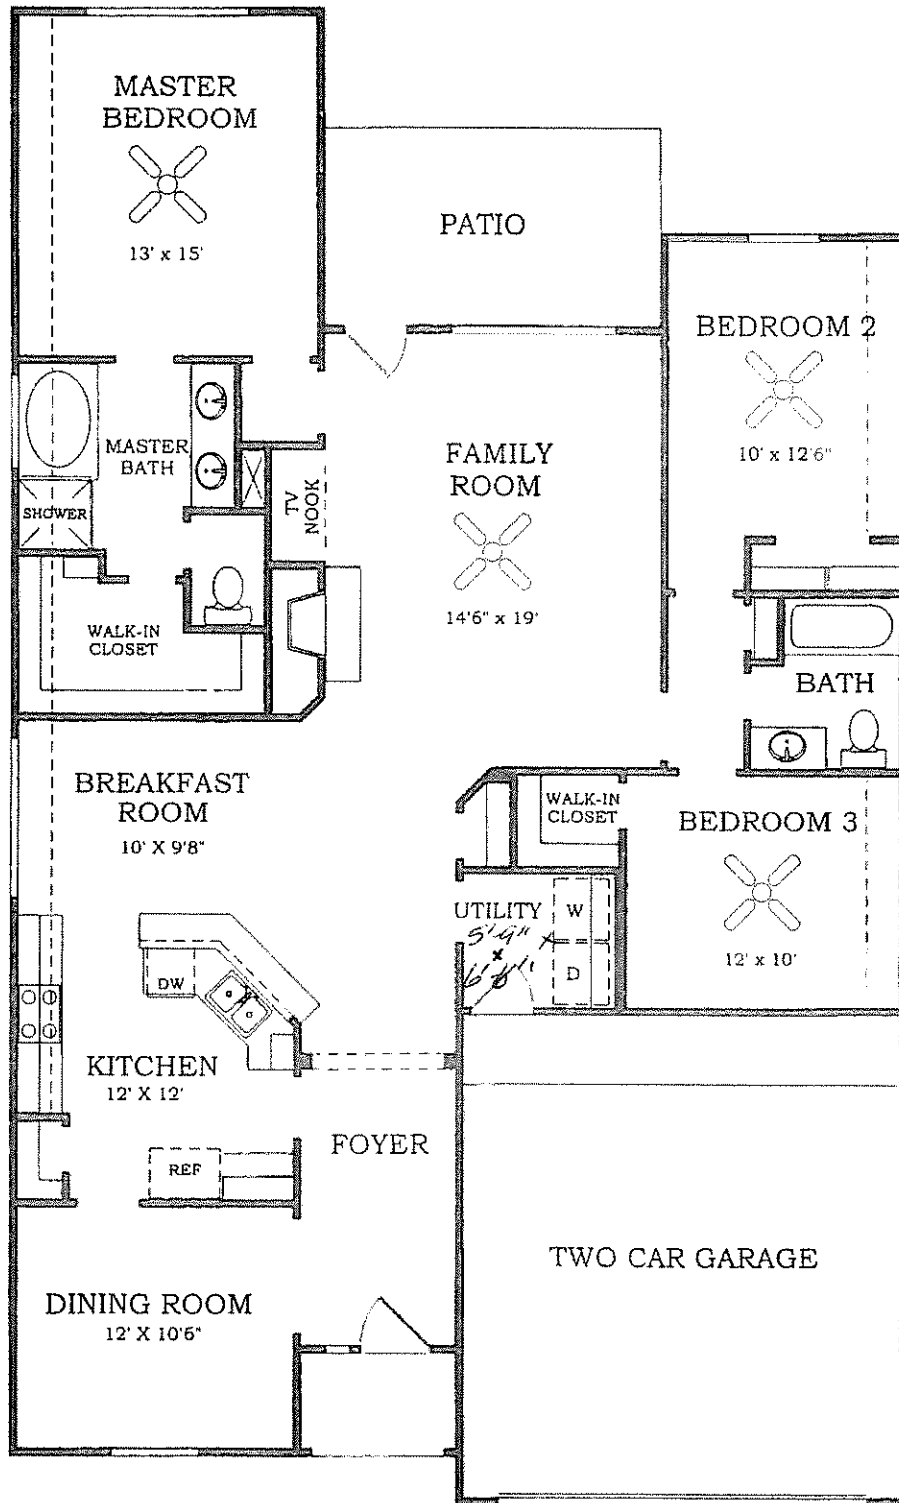 MASTER
BEDROOM
13' x 15'
PATIO
BEDROOM 2
10' x 12'6"
MASTER
BATH
SHOWER
TV
NOOK
FAMILY
ROOM
14'6" x 19'
WALK-IN
CLOSET
BATH
BREAKFAST
ROOM
10' X 9'8"
WALK-IN
CLOSET
BEDROOM 3
12' x 10'
UTILITY
W
5'9"
x
D
DW
KITCHEN
12' X 12'
REF
FOYER
DINING ROOM
12' X 10'6"
TWO CAR GARAGE